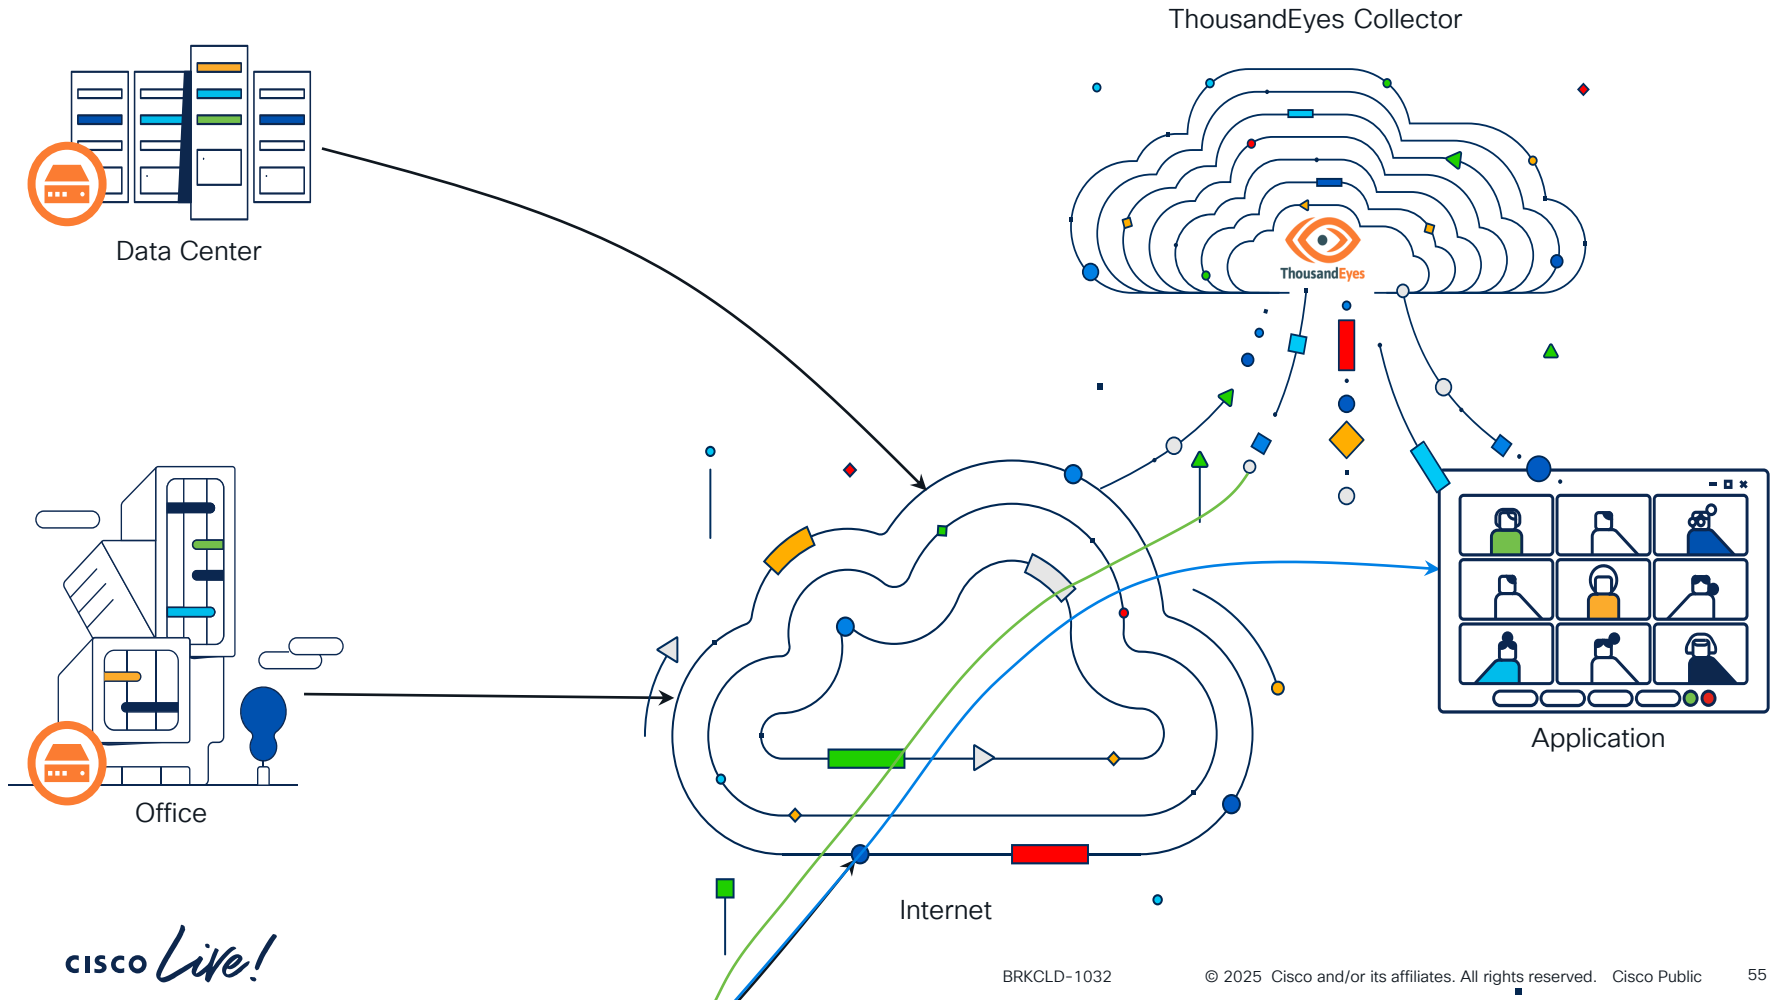 ThousandEyes Collector
Data Center
ThousandEyes
Office
Application
Internet
CISCO Live!
BRKCLD-1032
© 2025 Cisco and/or its affiliates. All rights reserved. Cisco Public
55